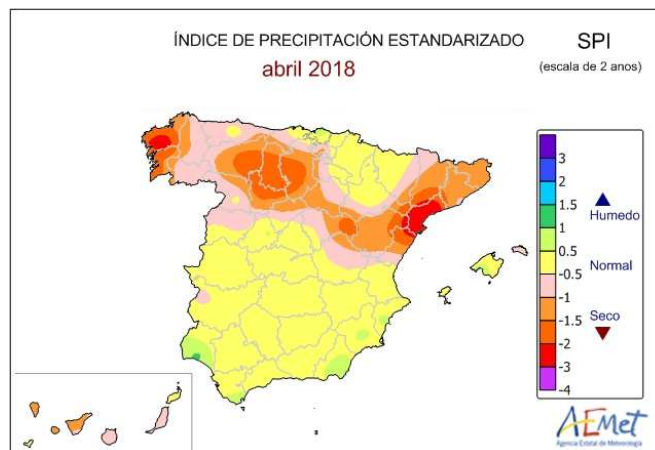 ÍNDICE DE PRECIPITACIÓN ESTANDARIZADO
abril 2018
SPI
(escala de 2 anos)
3
2
1.5
1
0.5
-0.5
-1
-1.5
-2
-3
-4
Humedo
Normal
Seco
AEMet
Agencia Estatal de Meteorología